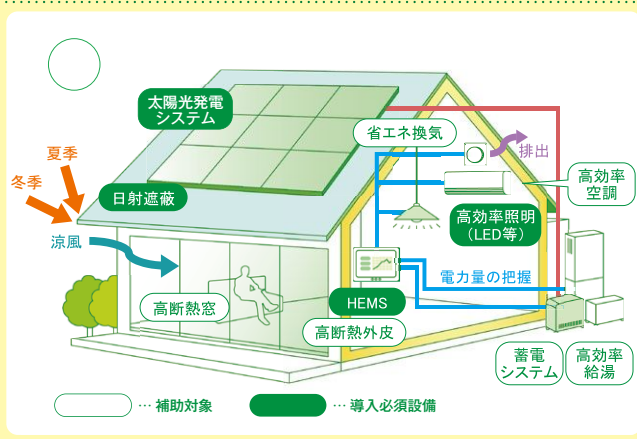 太陽光発電
システム
省エネ換気
排出
夏季
冬季
高効率
空調
日射遮蔽
高効率照明
(LED等)
涼風
電力量の把握
高断熱窓
HEMS
高断熱外皮
蓄電
システム
高効率
給湯
… 補助対象
… 導入必須設備